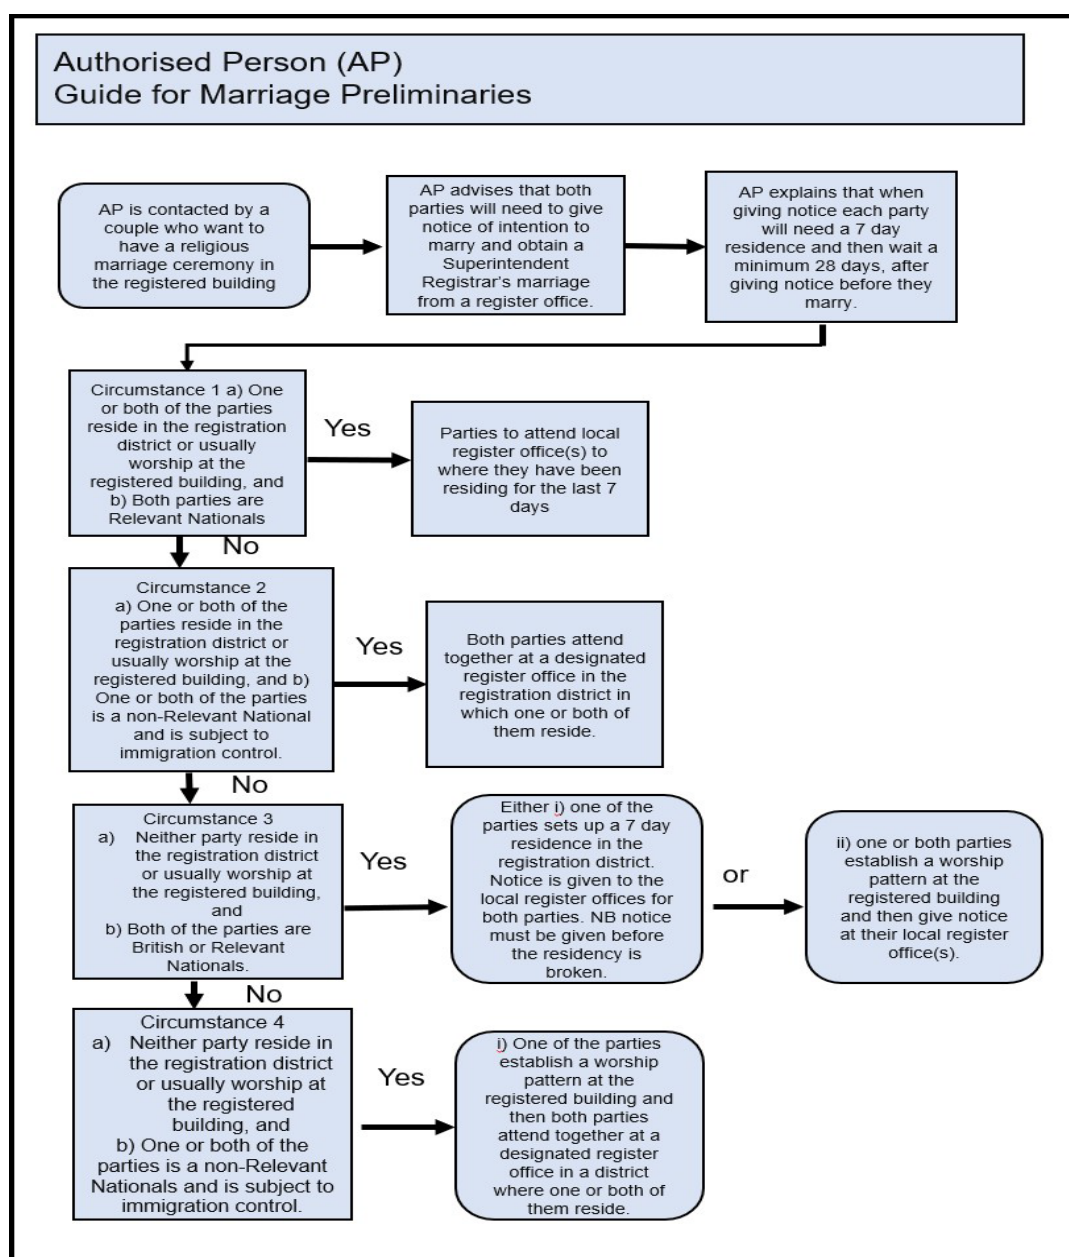 Authorised Person (AP)
Guide for Marriage Preliminaries
AP is contacted by a
couple who want to
have a religious
marriage ceremony in
the registered building
AP advises that both
parties will need to give
notice of intention to
marry and obtain a
Superintendent
Registrar's marriage
from a register office.
AP explains that when
giving notice each party
will need a 7 day
residence and then wait a
minimum 28 days, after
giving notice before they
marry.
Circumstance 1 a) One
or both of the parties
reside in the registration
district or usually
worship at the
registered building, and
b) Both parties are
Relevant Nationals
Yes
Parties to attend local
register office(s) to
where they have been
residing for the last 7
days
No
Circumstance 2
a) One or both of the
parties reside in the
registration district or
usually worship at the
registered building, and b)
One or both of the parties
is a non-Relevant National
and is subject to
immigration control.
Yes
Both parties attend
together at a designated
register office in the
registration district in
which one or both of
them reside.
No
Circumstance 3
a) Neither party reside in
the registration district
or usually worship at
the registered building,
and
b) Both of the parties are
British or Relevant
Nationals.
Yes
Either i) one of the
parties sets up a 7 day
residence in the
registration district.
Notice is given to the
local register offices for
both parties. NB notice
must be given before
the residency is
broken.
or
ii) one or both parties
establish a worship
pattern at the
registered building
and then give notice
at their local register
office(s).
No
Circumstance 4
a) Neither party reside in
the registration district
or usually worship at
the registered
building, and
b) One or both of the
parties is a non-Relevant
Nationals and is subject to
immigration control.
Yes
i) One of the parties
establish a worship
pattern at the
registered building and
then both parties
attend together at a
designated register
office in a district
where one or both of
them reside.